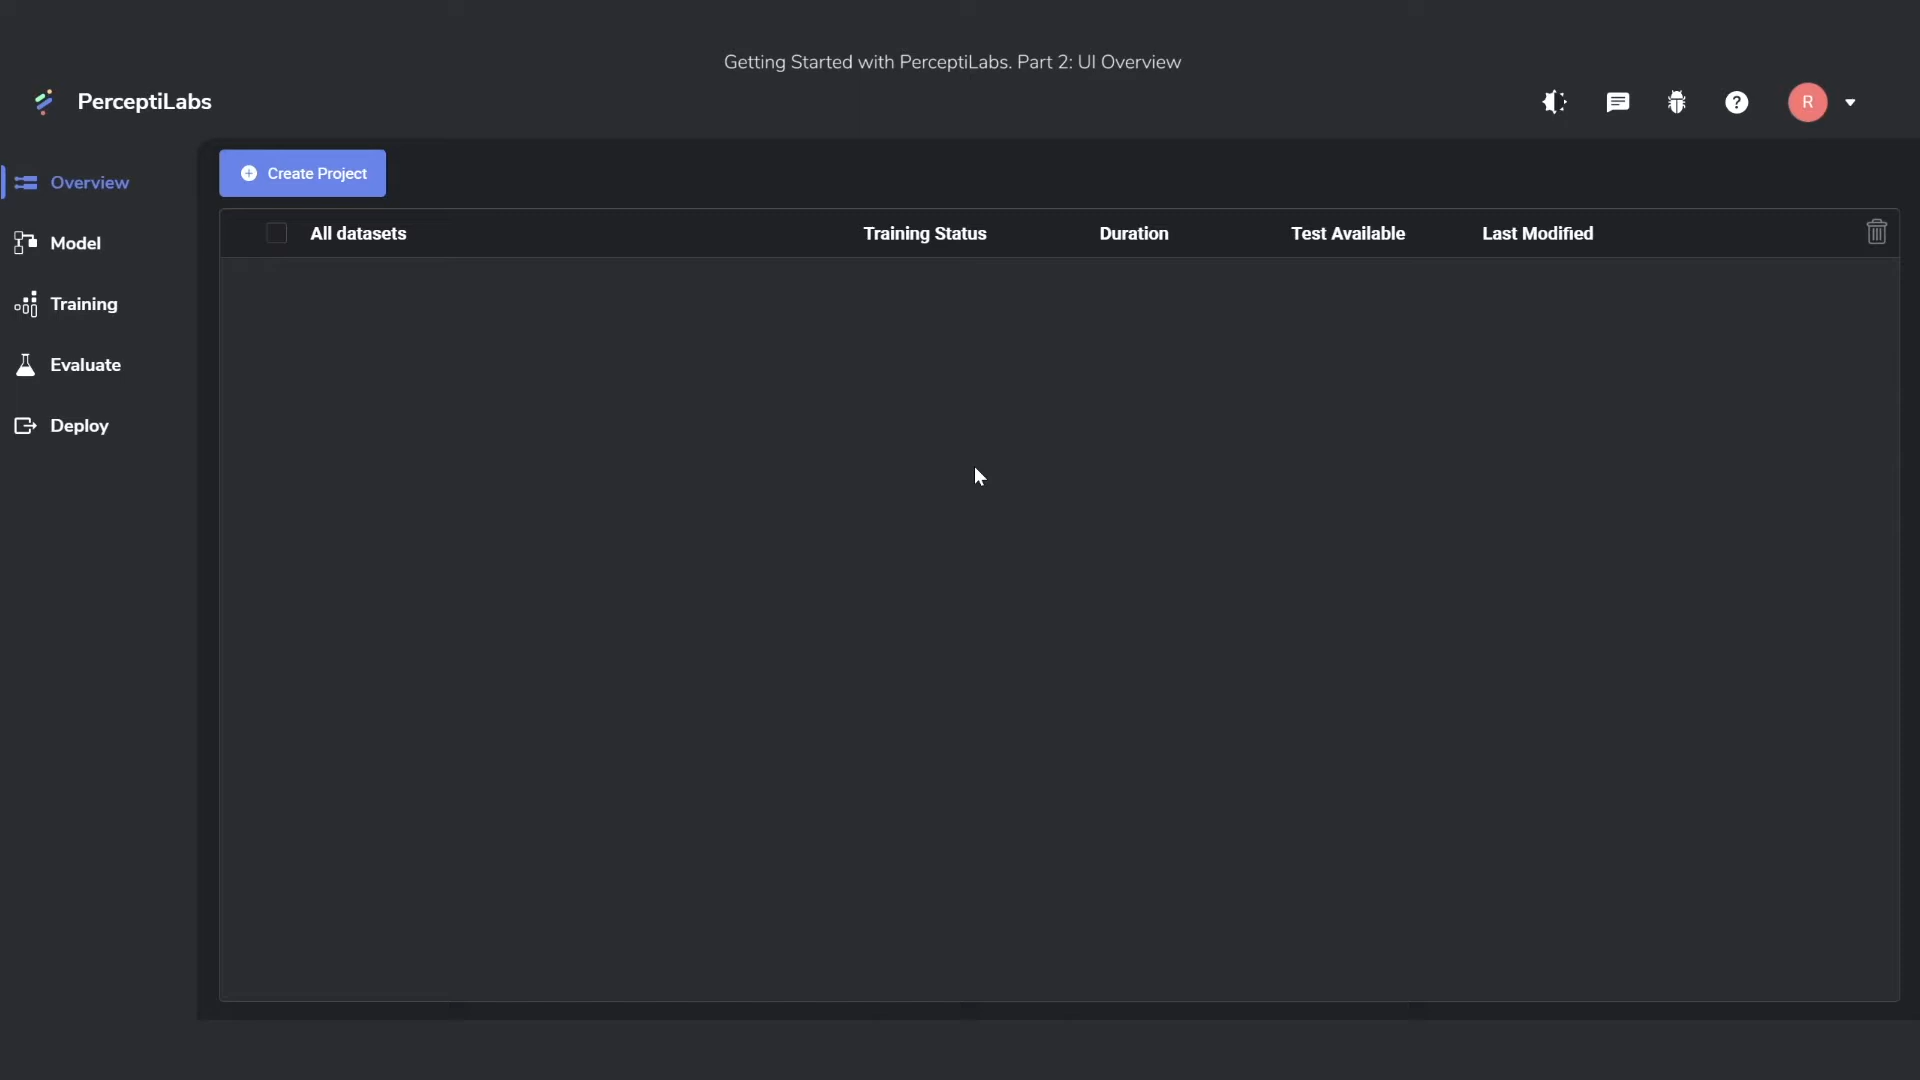 Getting Started with PerceptiLabs. Part 2: UI Overview
PerceptiLabs
?
R
Overview
Create Project
Model
All datasets
Training Status
Duration
Test Available
Last Modified
Training
Evaluate
Deploy